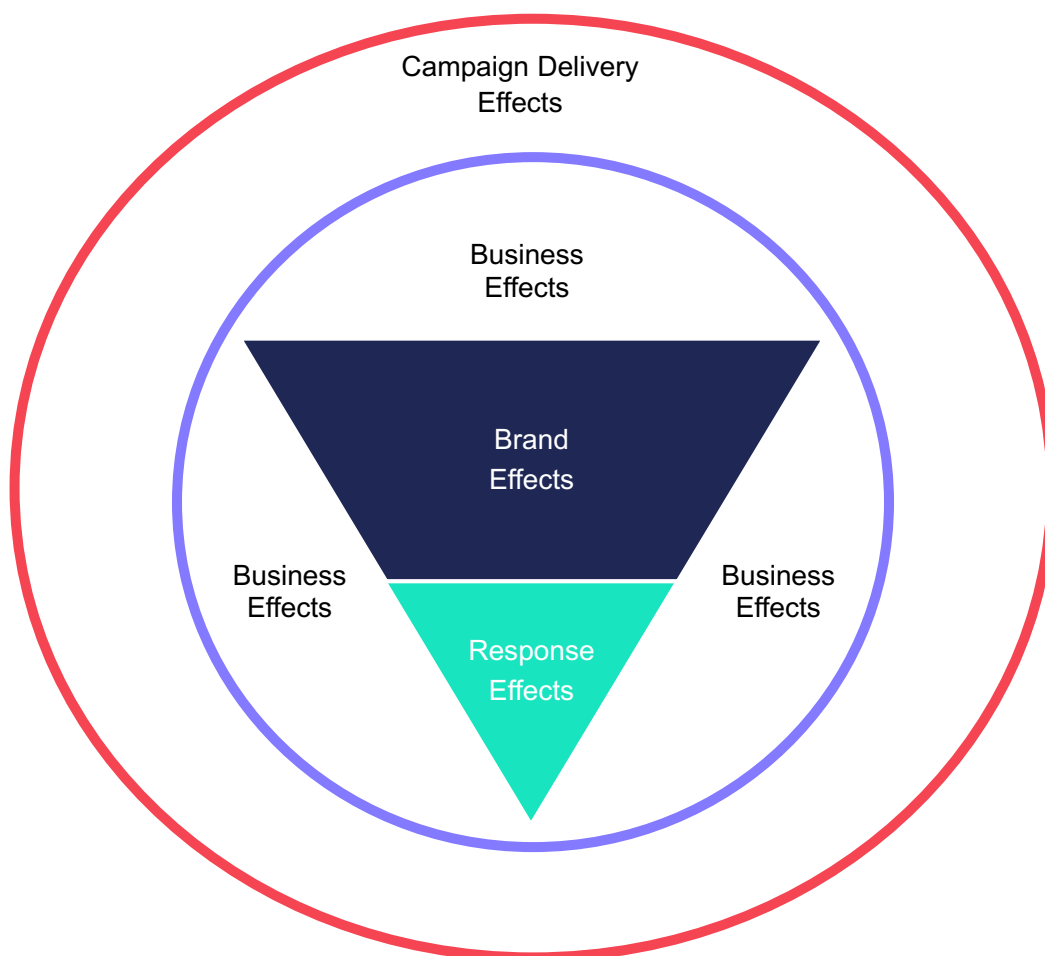 Campaign Delivery
Effects
Business
Effects
Brand
Effects
Business
Effects
Business
Effects
Response
Effects